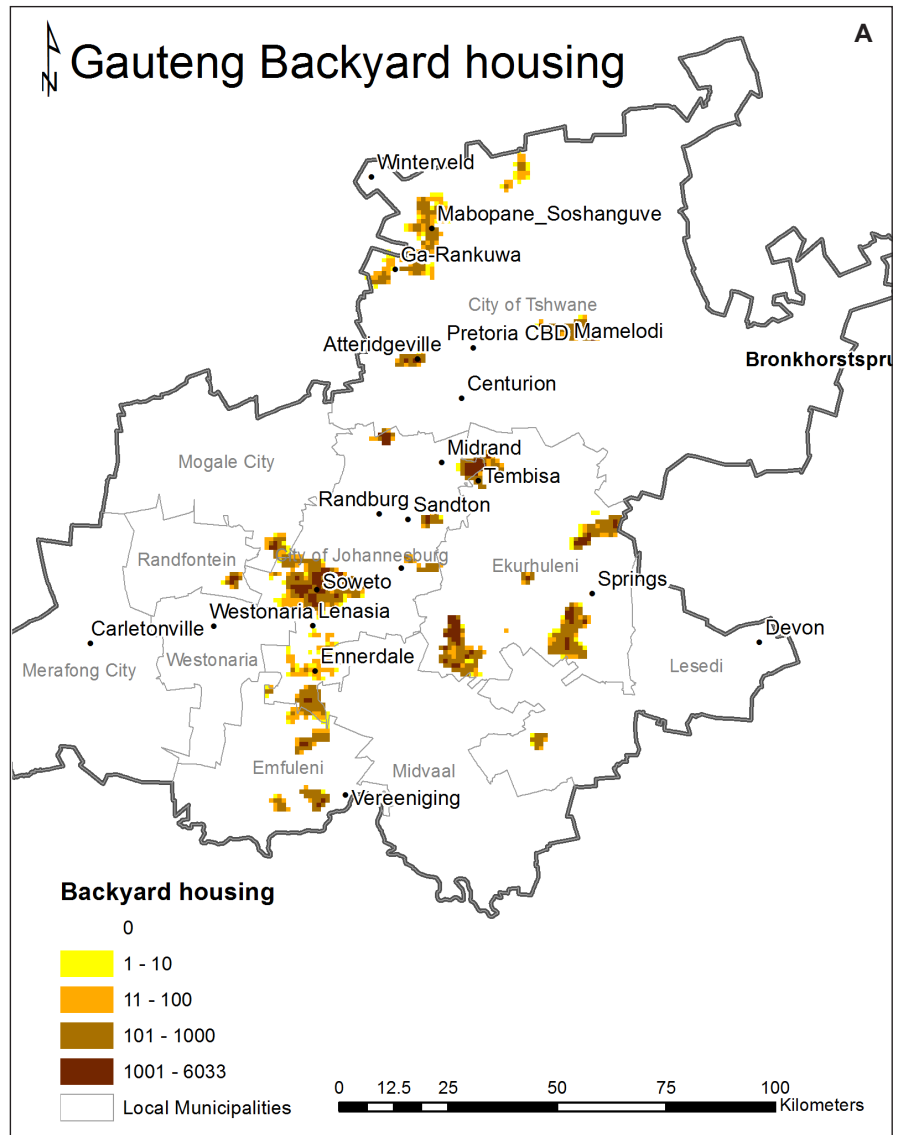 A
N
Gauteng Backyard housing
Winterveld
Mabopane_Soshanguve
Ga-Rankuwa
City of Tshwane
Pretoria CBD
Mamelodi
Atteridgeville
Bronkhorstspru
Centurion
Midrand
Mogale City
Tembisa
Randburg
Sandton
City of Johannesburg
Randfontein
Ekurhuleni
Soweto
Springs
Westonaria
Lenasia
Carletonville
Devon
Ennerdale
Westonaria
Merafong City
Lesedi
Emfuleni
Midvaal
Vereeniging
Backyard housing
0
1 - 10
11 - 100
101 - 1000
1001 - 6033
Local Municipalities
0 12.5 25 50 75 100
Kilometers